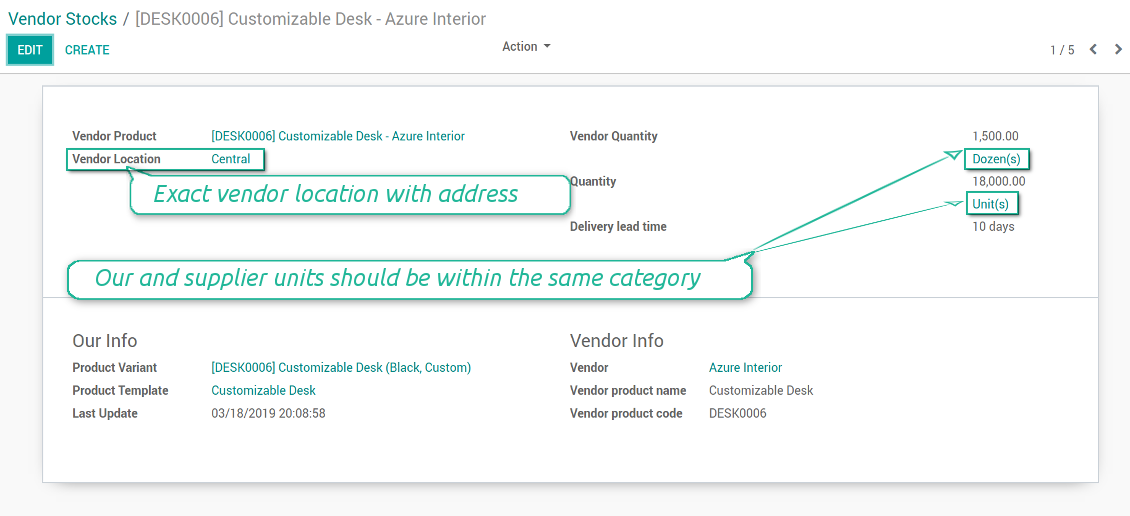 Vendor Stocks / [DESK0006] Customizable Desk - Azure Interior
EDIT CREATE Action 1 / 5
Vendor Product [DESK0006] Customizable Desk - Azure Interior Vendor Quantity 1,500.00
Vendor Location Central Dozen(s)
Exact vendor location with address Quantity 18,000.00
Unit(s)
Delivery lead time 10 days
Our and supplier units should be within the same category
Our Info Vendor Info
Product Variant [DESK0006] Customizable Desk (Black, Custom) Vendor Azure Interior
Product Template Customizable Desk Vendor product name Customizable Desk
Last Update 03/18/2019 20:08:58 Vendor product code DESK0006